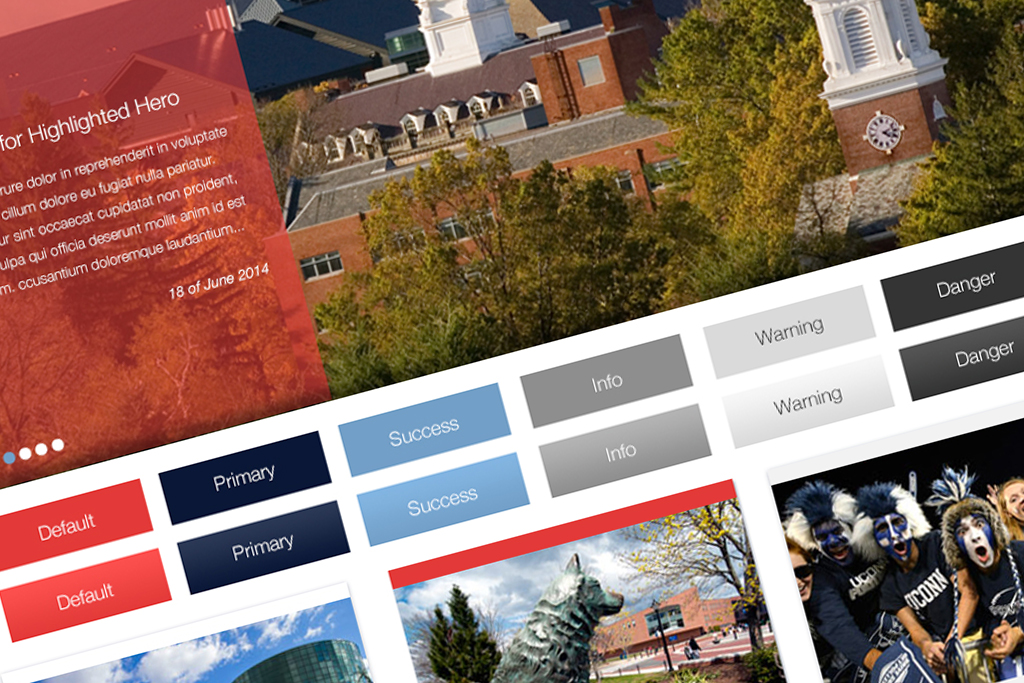 for Highlighted Hero
rure dolor in reprehenderit in voluptate
cillum dolore eu fugiat nulla pariatur.
ur sint occaecat cupidatat non proident,
ulpa qui officia deserunt mollit anim id est
m. ccusantium doloremque laudantium...
18 of June 2014
Default
Primary
Success
Info
Warning
Danger
Default
Primary
Success
Info
Warning
Danger
UCONN
UCONN